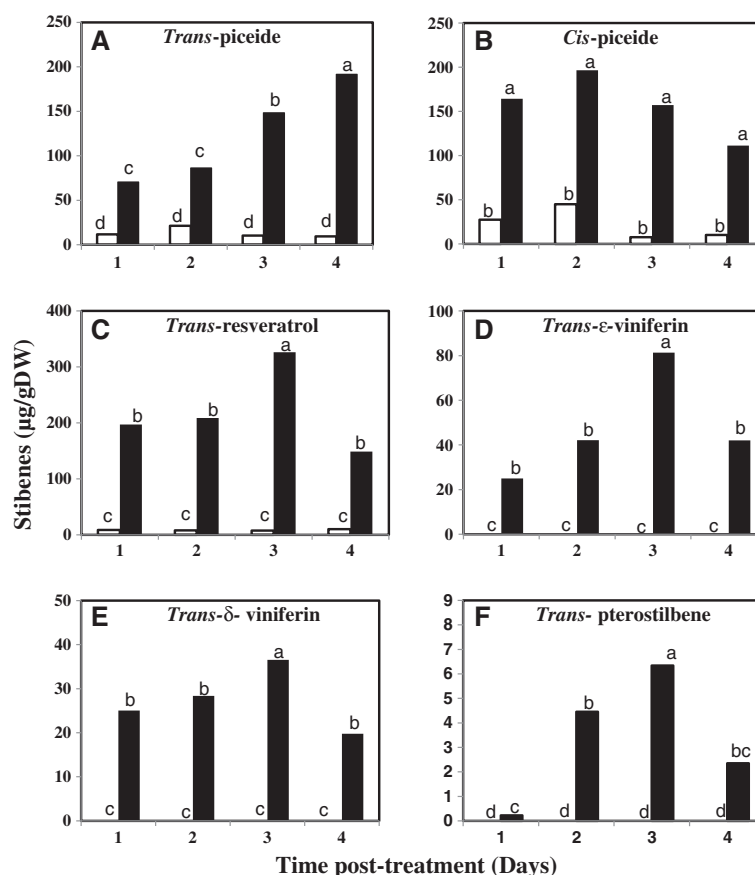 A Trans-piceide
250
200
150
100
50
0
d c d c d b d a
1 2 3 4
B Cis-piceide
250
200
150
100
50
0
b a b a b a b a
1 2 3 4
C Trans-resveratrol
400
300
200
100
0
c b c b c a c b
1 2 3 4
D Trans-ε-viniferin
100
80
60
40
20
0
c b c b c a c b
1 2 3 4
E Trans-δ- viniferin
50
40
30
20
10
0
c b c b c a c b
1 2 3 4
F Trans- pterostilbene
9
8
7
6
5
4
3
2
1
0
d c d b d a d bc
1 2 3 4
Stibenes (µg/gDW)
Time post-treatment (Days)